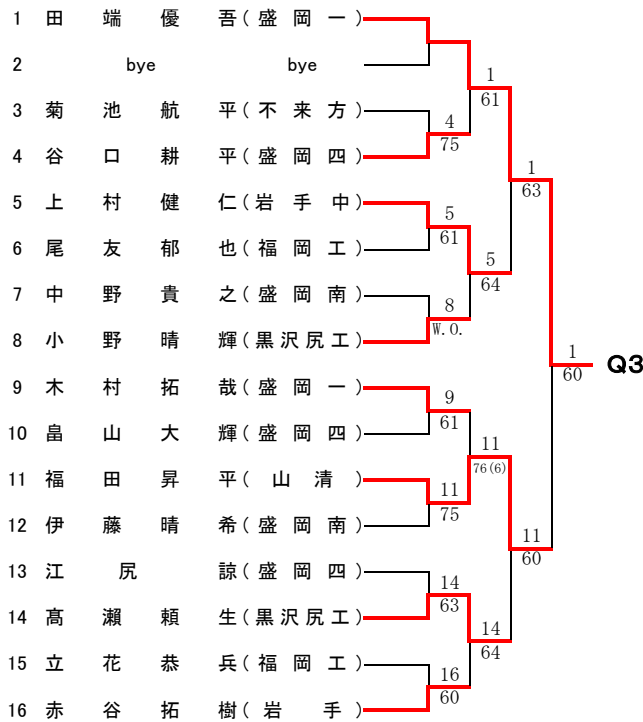 1 田端優吾(盛岡一)
2 bye bye
3 菊池航平(不来方)
4 谷口耕平(盛岡四)
5 上村健仁(岩手中)
6 尾友郁也(福岡工)
7 中野貴之(盛岡南)
8 小野晴輝(黒沢尻工)
9 木村拓哉(盛岡一)
10 畠山大輝(盛岡四)
11 福田昇平(山清)
12 伊藤晴希(盛岡南)
13 江尻諒(盛岡四)
14 髙瀨頼生(黒沢尻工)
15 立花恭兵(福岡工)
16 赤谷拓樹(岩手)
4
75
5
61
8
W.O.
9
61
11
75
14
63
16
60
1
61
5
64
11
76(6)
14
64
1
63
11
60
1
60
Q3